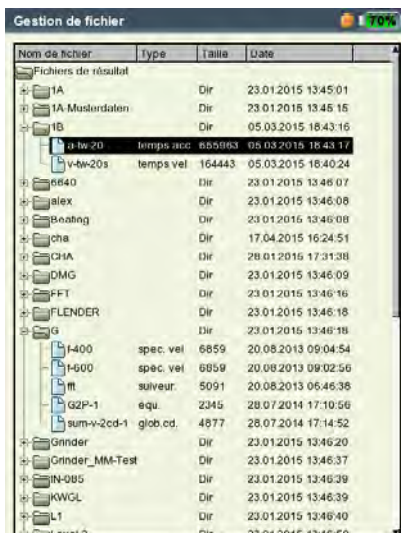 Gestion de fichier 70%
Nom de fichier Type Taille Date
Fichiers de résultat
1A Dir 23.01.2015 13:45:01
1A-Musterdaten Dir 23.01.2015 13:45:15
1B Dir 05.03.2015 18:43:16
a-tw-20 temps acc 655963 05.03.2015 18:43:17
v-tw-20s temps vel 164443 05.03.2015 18:40:24
6640 Dir 23.01.2015 13:46:07
alex Dir 23.01.2015 13:46:08
Beating Dir 23.01.2015 13:46:08
cha Dir 17.04.2015 16:24:51
CHA Dir 28.01.2015 17:31:38
DMG Dir 23.01.2015 13:46:09
FFT Dir 23.01.2015 13:46:16
FLENDER Dir 23.01.2015 13:46:18
G Dir 23.01.2015 13:46:18
f-400 spec. vel 6859 20.08.2013 09:04:54
f-600 spec. vel 6859 20.08.2013 09:02:56
fft suiveur. 5091 20.08.2013 06:46:38
G2P-1 equ. 2345 28.07.2014 17:10:56
sum-v-2cd-1 glob.cd. 4877 28.07.2014 17:14:52
Grinder Dir 23.01.2015 13:46:20
Grinder_MM-Test Dir 23.01.2015 13:46:37
IN-085 Dir 23.01.2015 13:46:39
KWGL Dir 23.01.2015 13:46:39
L1 Dir 23.01.2015 13:46:40